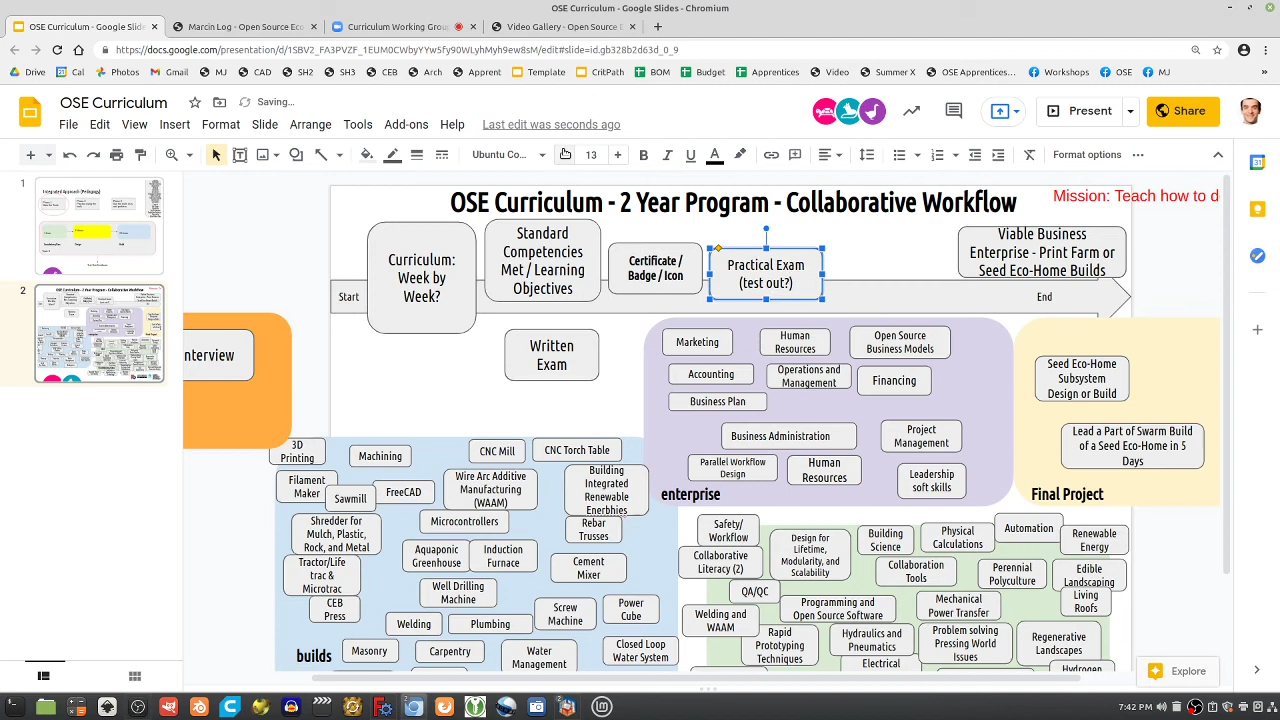 OSE Curriculum - Google Slides - Chromium
OSE Curriculum - Google Slid
Marcin Log - Open Source Eco
Curriculum Working Grou
Video Gallery - Open Source E
https://docs.google.com/presentation/d/1SBV2_FA3PVZF_1EUM0CWbyYYw5fy90WLyhMyh9ew8sM/edit#slide=id.gb328b2d63d_0_9
Drive
Cal
Photos
Gmail
MJ
CAD
SH2
SH3
CEB
Arch
Apprent
Template
CritPath
BOM
Budget
Apprentices
Video
Summer X
OSE Apprentices...
Workshops
OSE
MJ
OSE Curriculum
Saving...
File Edit View Insert Format Slide Arrange Tools Add-ons Help Last edit was seconds ago
Present
Share
Ubuntu Co...
13
Format options
1
2
OSE Curriculum - 2 Year Program - Collaborative Workflow
Mission: Teach how to d
Start
Curriculum:
Week by
Week?
Standard
Competencies
Met / Learning
Objectives
Certificate /
Badge / Icon
Practical Exam
(test out?)
Viable Business
Enterprise - Print Farm or
Seed Eco-Home Builds
End
nterview
Written
Exam
Marketing
Human
Resources
Open Source
Business Models
Accounting
Operations and
Management
Financing
Business Plan
Business Administration
Project
Management
Parallel Workflow
Design
Human
Resources
Leadership
soft skills
enterprise
Seed Eco-Home
Subsystem
Design or Build
Lead a Part of Swarm Build
of a Seed Eco-Home in 5
Days
Final Project
3D
Printing
Machining
CNC Mill
CNC Torch Table
Filament
Maker
Sawmill
FreeCAD
Wire Arc Additive
Manufacturing
(WAAM)
Building
Integrated
Renewable
Enerbhies
Shredder for
Mulch, Plastic,
Rock, and Metal
Microcontrollers
Rebar
Trusses
Tractor/Life
trac &
Microtrac
Aquaponic
Greenhouse
Induction
Furnace
Cement
Mixer
CEB
Press
Well Drilling
Machine
Screw
Machine
Power
Cube
Welding
Plumbing
Masonry
Carpentry
Water
Management
Closed Loop
Water System
builds
Safety/
Workflow
Collaborative
Literacy (2)
Design for
Lifetime,
Modularity, and
Scalability
Building
Science
Physical
Calculations
Automation
Renewable
Energy
Collaboration
Tools
Perennial
Polyculture
Edible
Landscaping
QA/QC
Programming and
Open Source Software
Mechanical
Power Transfer
Living
Roofs
Welding and
WAAM
Rapid
Prototyping
Techniques
Hydraulics and
Pneumatics
Problem solving
Pressing World
Issues
Regenerative
Landscapes
Electrical
Hydrogen
Explore
7:42 PM